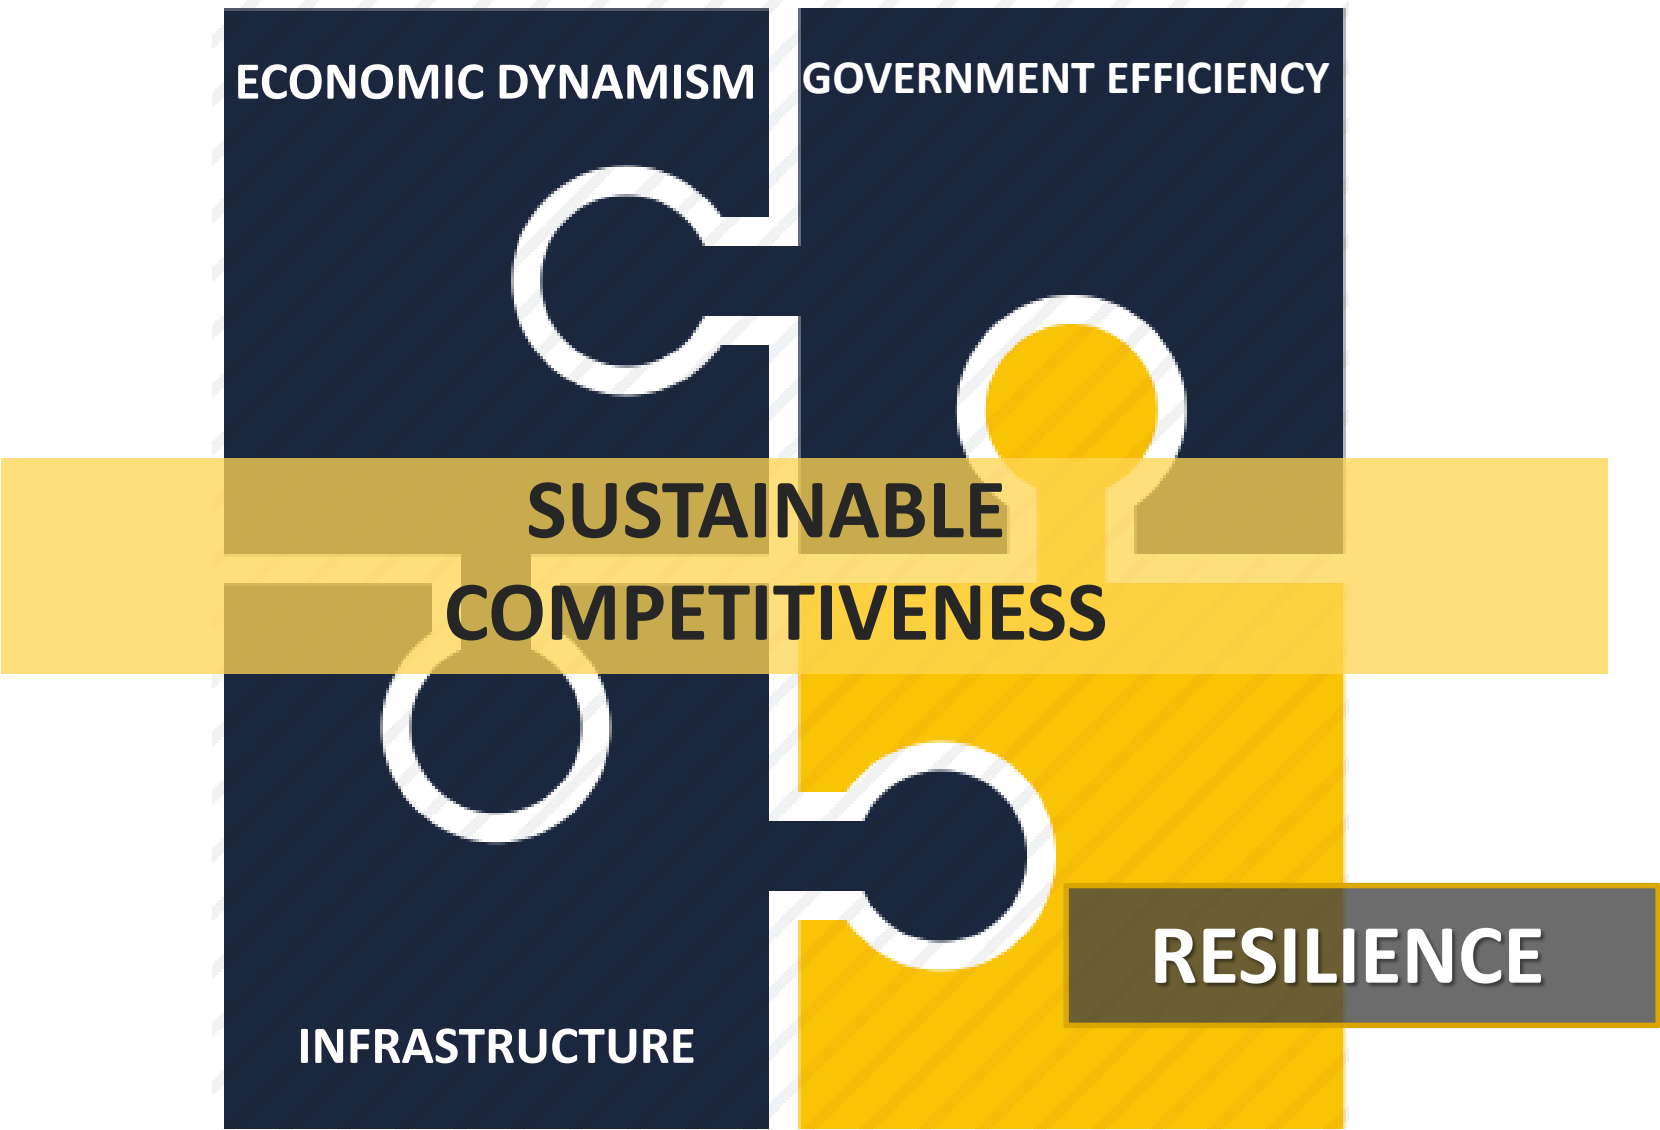 ECONOMIC DYNAMISM
GOVERNMENT EFFICIENCY
SUSTAINABLE
COMPETITIVENESS
RESILIENCE
INFRASTRUCTURE